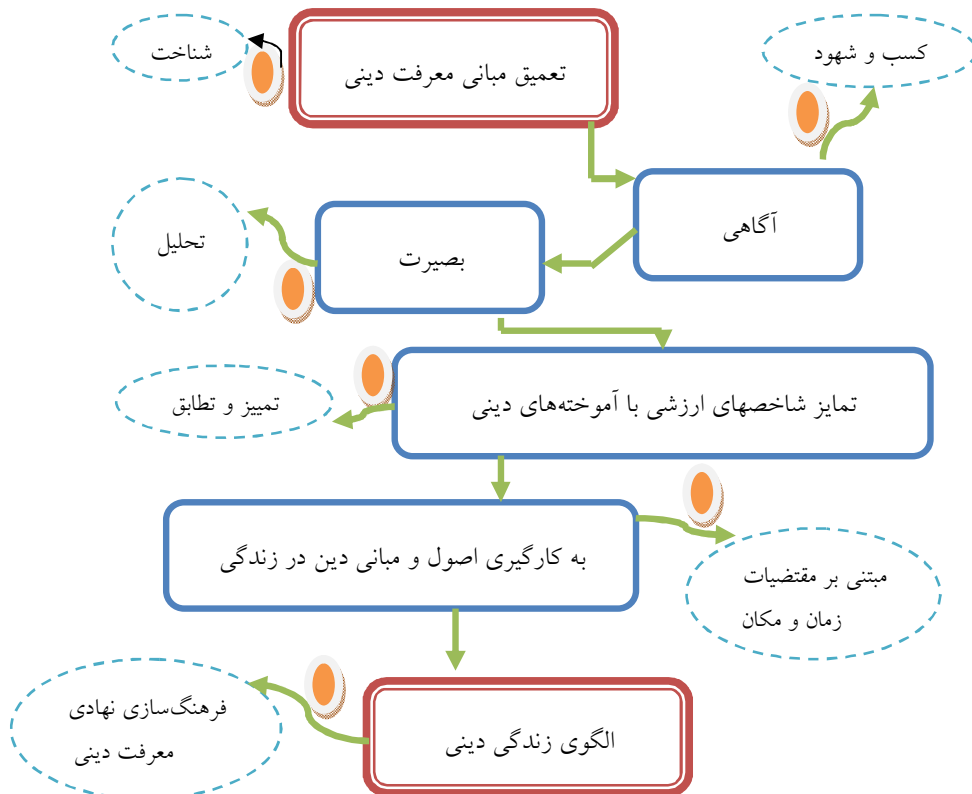 کسب و شهود
تعمیق مبانی معرفت دینی
شناخت
آگاهی
بصیرت
تحلیل
تمایز شاخصهای ارزشی با آموخته‌های دینی
تمییز و تطابق
به کارگیری اصول و مبانی دین در زندگی
مبتنی بر مقتضیات
زمان و مکان
الگوی زندگی دینی
فرهنگ‌سازی نهادی
معرفت دینی